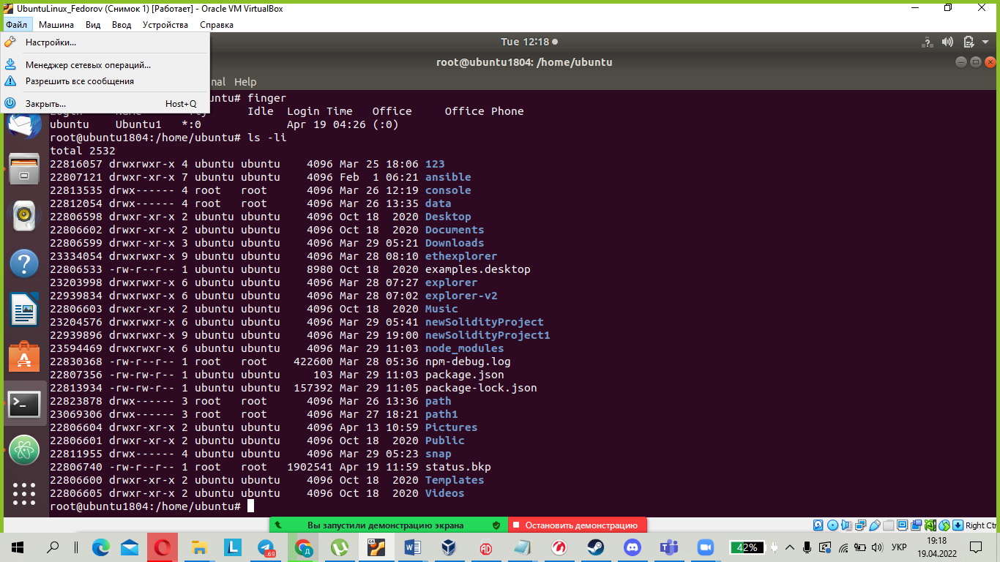 UbuntuLinux_Fedorov (Снимок 1) [Работает] - Oracle VM VirtualBox
Файл Машина Вид Ввод Устройства Справка
Настройки...
Менеджер сетевых операций...
Разрешить все сообщения
Закрыть... Host+Q
Tue 12:18
root@ubuntu1804: /home/ubuntu
nal Help
untu# finger
Idle Login Time Office Office Phone
ubuntu Ubuntu1 *:0 Apr 19 04:26 (:0)
root@ubuntu1804:/home/ubuntu# ls -li
total 2532
22816057 drwxrwxr-x 4 ubuntu ubuntu 4096 Mar 25 18:06 123
22807121 drwxr-xr-x 7 ubuntu ubuntu 4096 Feb 1 06:21 ansible
22813535 drwx------ 4 root root 4096 Mar 26 12:19 console
22812054 drwx------ 4 root root 4096 Mar 26 13:35 data
22806598 drwxr-xr-x 2 ubuntu ubuntu 4096 Oct 18 2020 Desktop
22806602 drwxr-xr-x 2 ubuntu ubuntu 4096 Oct 18 2020 Documents
22806599 drwxr-xr-x 3 ubuntu ubuntu 4096 Mar 29 05:21 Downloads
23334054 drwxrwxr-x 9 ubuntu ubuntu 4096 Mar 28 08:10 ethexplorer
22806533 -rw-r--r-- 1 ubuntu ubuntu 8980 Oct 18 2020 examples.desktop
23203998 drwxrwxr-x 6 ubuntu ubuntu 4096 Mar 28 07:27 explorer
22939834 drwxrwxr-x 6 ubuntu ubuntu 4096 Mar 28 07:02 explorer-v2
22806603 drwxr-xr-x 2 ubuntu ubuntu 4096 Oct 18 2020 Music
23204576 drwxrwxr-x 6 ubuntu ubuntu 4096 Mar 29 05:41 newSolidityProject
22939896 drwxrwxr-x 9 ubuntu ubuntu 4096 Mar 29 19:00 newSolidityProject1
23594469 drwxrwxr-x 6 ubuntu ubuntu 4096 Mar 29 11:03 node_modules
22830368 -rw-r--r-- 1 root root 422600 Mar 28 05:36 npm-debug.log
22807356 -rw-rw-r-- 1 ubuntu ubuntu 103 Mar 29 11:03 package.json
22813934 -rw-rw-r-- 1 ubuntu ubuntu 157392 Mar 29 11:05 package-lock.json
22823878 drwx------ 3 root root 4096 Mar 26 13:36 path
23069306 drwx------ 3 root root 4096 Mar 27 18:21 path1
22806604 drwxr-xr-x 2 ubuntu ubuntu 4096 Apr 13 10:59 Pictures
22806601 drwxr-xr-x 2 ubuntu ubuntu 4096 Oct 18 2020 Public
22811955 drwx------ 4 ubuntu ubuntu 4096 Mar 29 05:23 snap
22806740 -rw-r--r-- 1 root root 1902541 Apr 19 11:59 status.bkp
22806600 drwxr-xr-x 2 ubuntu ubuntu 4096 Oct 18 2020 Templates
22806605 drwxr-xr-x 2 ubuntu ubuntu 4096 Oct 18 2020 Videos
root@ubuntu1804:/home/ubuntu#
Вы запустили демонстрацию экрана Остановить демонстрацию
Right Ctr
42% УКР 19:18
19.04.2022